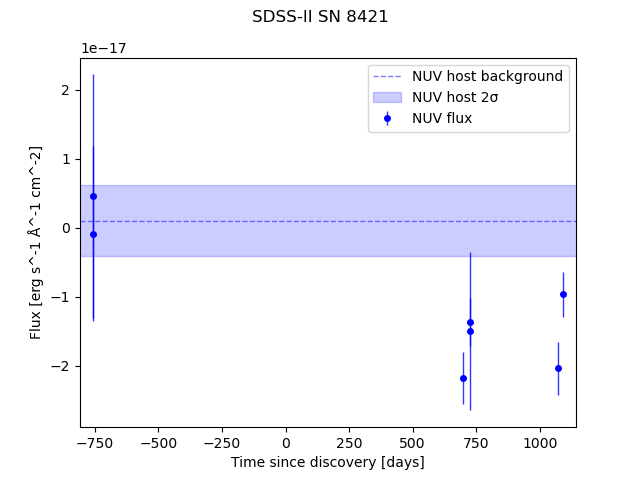 SDSS-II SN 8421
1e−17
NUV host background
NUV host 2σ
NUV flux
2
1
0
−1
−2
Flux [erg s^-1 Å^-1 cm^-2]
−750
−500
−250
0
250
500
750
1000
Time since discovery [days]